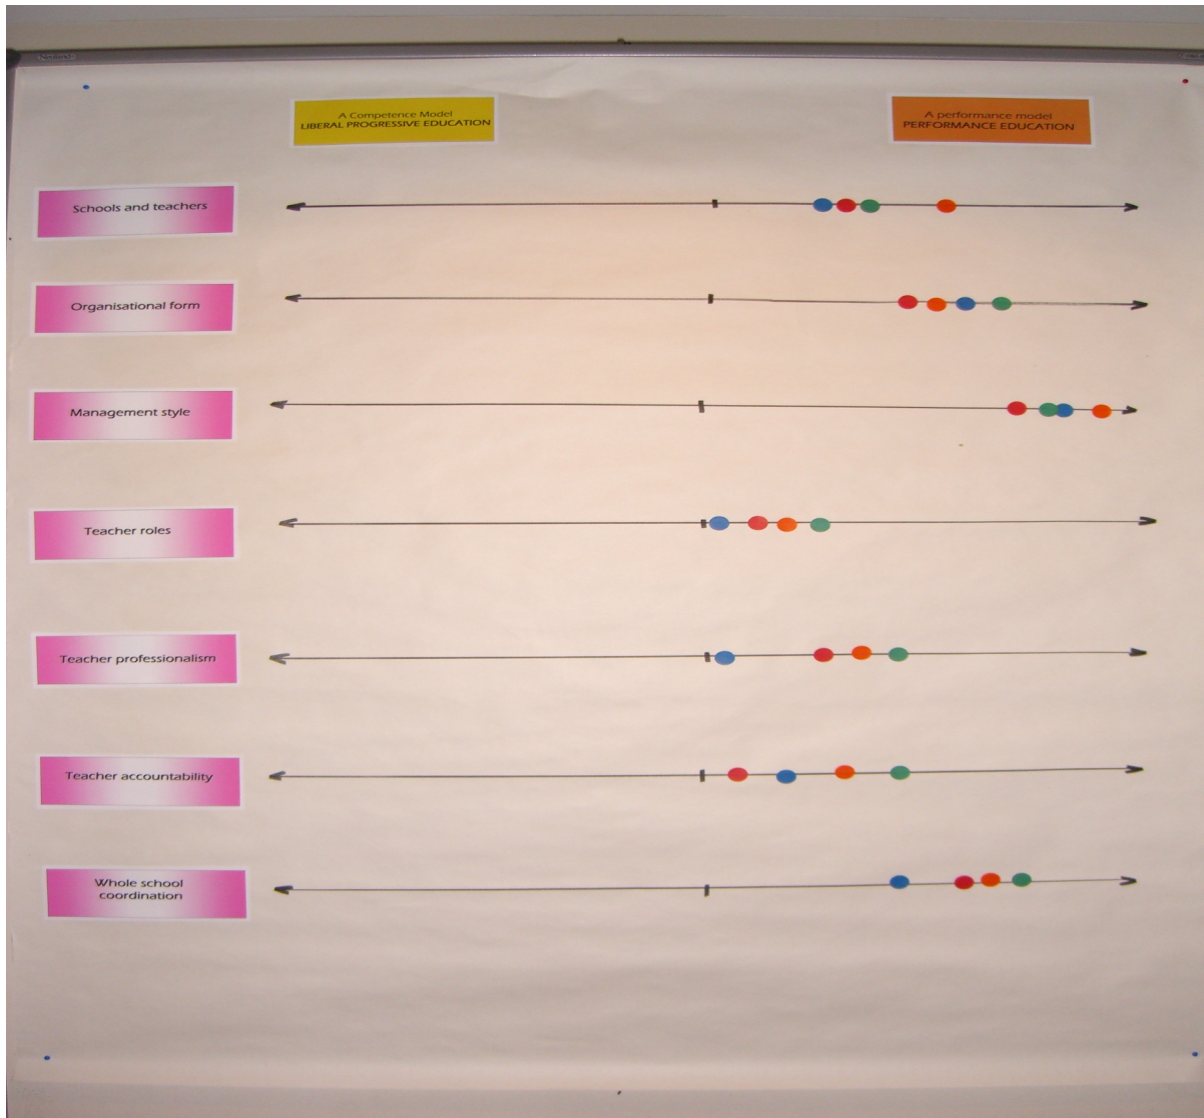 A Competence Model
LIBERAL PROGRESSIVE EDUCATION
A performance model
PERFORMANCE EDUCATION
Schools and teachers
Organisational form
Management style
Teacher roles
Teacher professionalism
Teacher accountability
Whole school
coordination